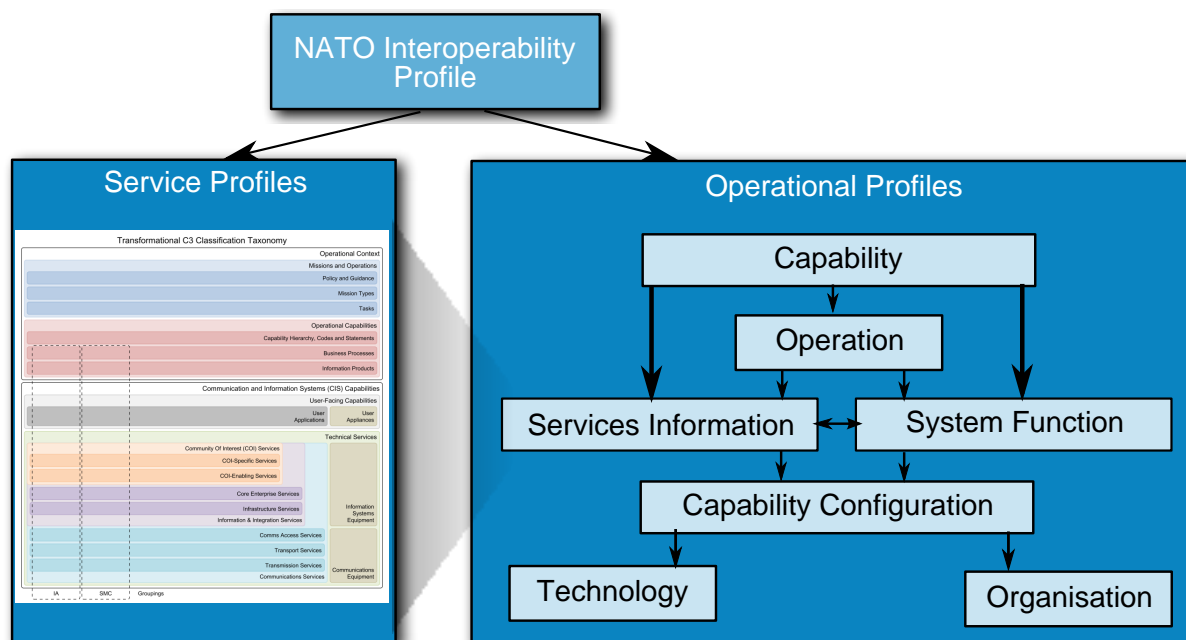 NATO Interoperability
Profile
Service Profiles
Transformational C3 Classification Taxonomy
Operational Context
Missions and Operations
Policy and Guidance
Mission Types
Tasks
Operational Capabilities
Capability Hierarchy, Codes and Statements
Business Processes
Information Products
Communication and Information Systems (CIS) Capabilities
User-Facing Capabilities
User
Applications
User
Appliances
Technical Services
Community Of Interest (COI) Services
COI-Specific Services
COI-Enabling Services
Core Enterprise Services
Infrastructure Services
Information & Integration Services
Information
Systems
Equipment
Comms Access Services
Transport Services
Transmission Services
Communications Services
Communications
Equipment
IA
SMC
Groupings
Operational Profiles
Capability
Operation
Services Information
System Function
Capability Configuration
Technology
Organisation